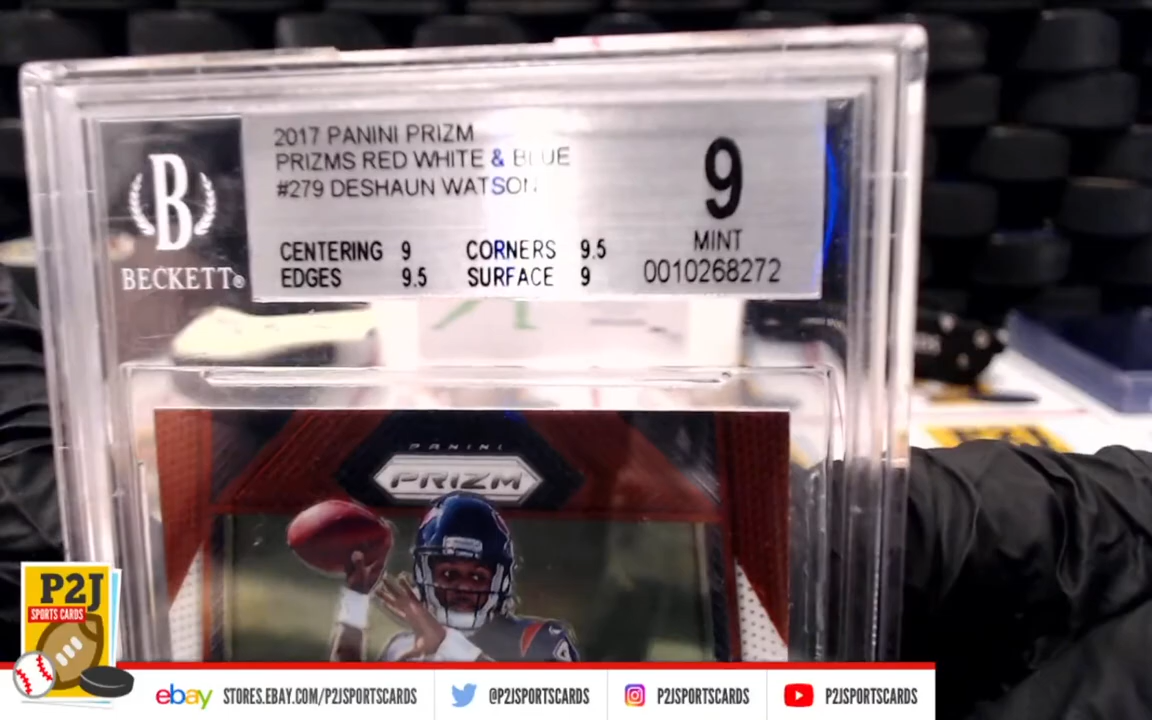 2017 PANINI PRIZM
PRIZMS RED WHITE & BLUE
#279 DESHAUN WATSON
9
MINT
0010268272
CENTERING 9 CORNERS 9.5
EDGES 9.5 SURFACE 9
B
BECKETT®
PANINI
PRIZM
P2J
SPORTS CARDS
ebay STORES.EBAY.COM/P2JSPORTSCARDS
@P2JSPORTSCARDS
P2JSPORTSCARDS
P2JSPORTSCARDS